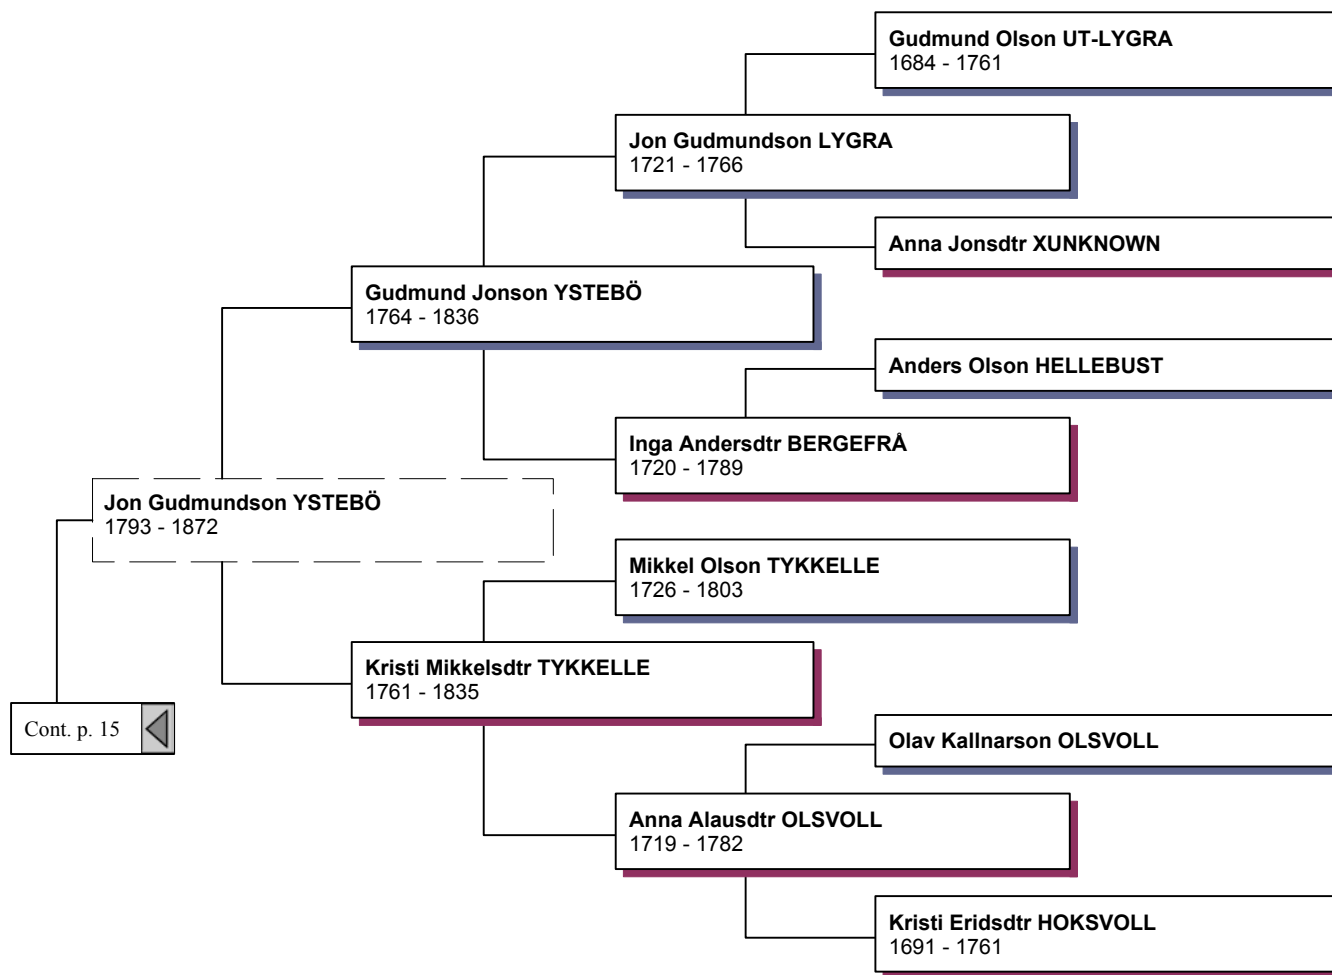 Gudmund Olson UT-LYGRA
1684 - 1761
Jon Gudmundson LYGRA
1721 - 1766
Anna Jonsdtr XUNKNOWN
Gudmund Jonson YSTEBÖ
1764 - 1836
Anders Olson HELLEBUST
Inga Andersdtr BERGEFRÅ
1720 - 1789
Jon Gudmundson YSTEBÖ
1793 - 1872
Mikkel Olson TYKKELLE
1726 - 1803
Kristi Mikkelsdtr TYKKELLE
1761 - 1835
Cont. p. 15
Olav Kallnarson OLSVOLL
Anna Alausdtr OLSVOLL
1719 - 1782
Kristi Eridsdtr HOKSVOLL
1691 - 1761